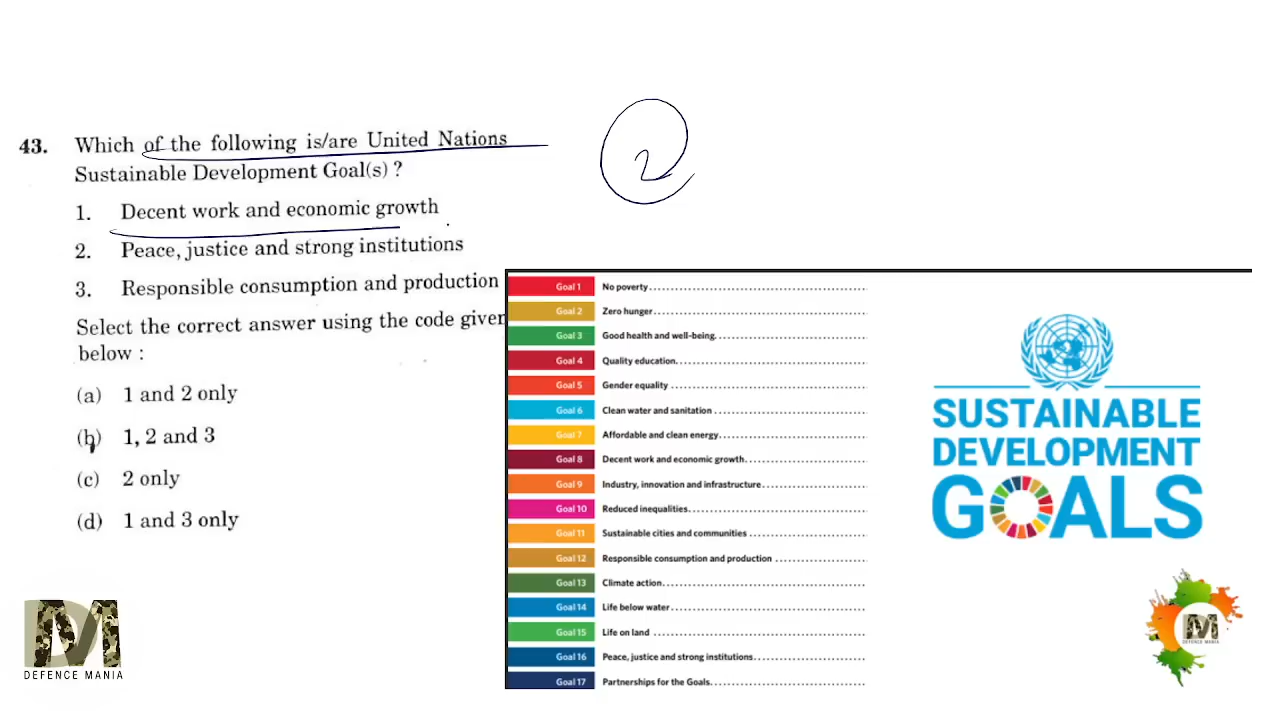 43. Which of the following is/are United Nations
Sustainable Development Goal(s) ?
1. Decent work and economic growth
2. Peace, justice and strong institutions
3. Responsible consumption and production
Select the correct answer using the code given
below :
(a) 1 and 2 only
(b) 1, 2 and 3
(c) 2 only
(d) 1 and 3 only
2
Goal 1 No poverty
Goal 2 Zero hunger
Goal 3 Good health and well-being
Goal 4 Quality education
Goal 5 Gender equality
Goal 6 Clean water and sanitation
Goal 7 Affordable and clean energy
Goal 8 Decent work and economic growth
Goal 9 Industry, innovation and infrastructure
Goal 10 Reduced inequalities
Goal 11 Sustainable cities and communities
Goal 12 Responsible consumption and production
Goal 13 Climate action
Goal 14 Life below water
Goal 15 Life on land
Goal 16 Peace, justice and strong institutions
Goal 17 Partnerships for the Goals
SUSTAINABLE
DEVELOPMENT
GOALS
DM
DEFENCE MANIA
DM
DEFENCE MANIA